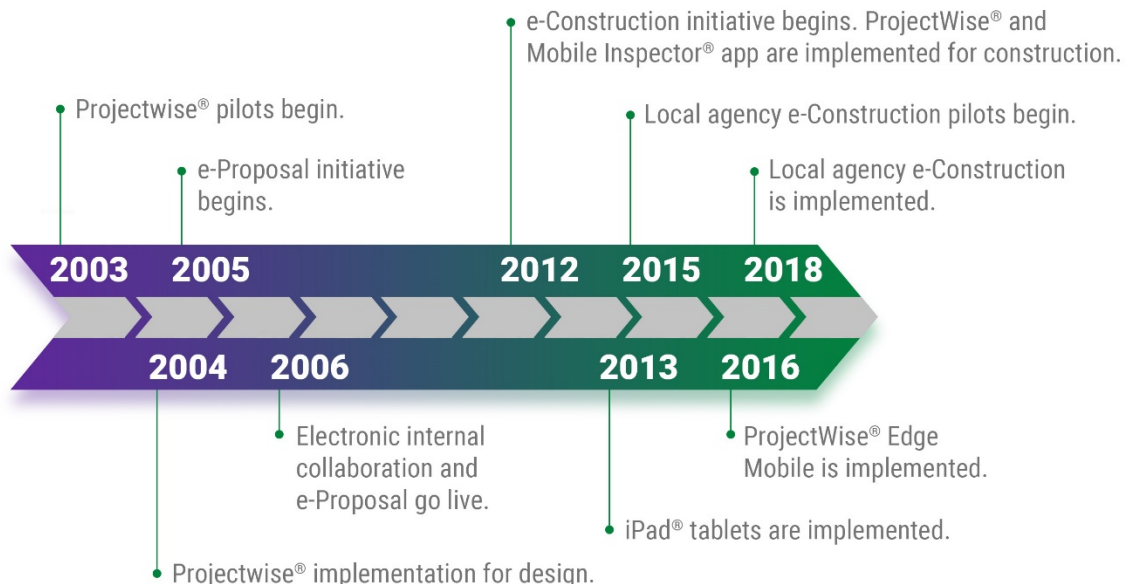 e-Construction initiative begins. ProjectWise® and
Mobile Inspector® app are implemented for construction.
Projectwise® pilots begin.
Local agency e-Construction pilots begin.
e-Proposal initiative
begins.
Local agency e-Construction
is implemented.
2003
2005
2012
2015
2018
2004
2006
2013
2016
Electronic internal
collaboration and
e-Proposal go live.
ProjectWise® Edge
Mobile is implemented.
iPad® tablets are implemented.
Projectwise® implementation for design.